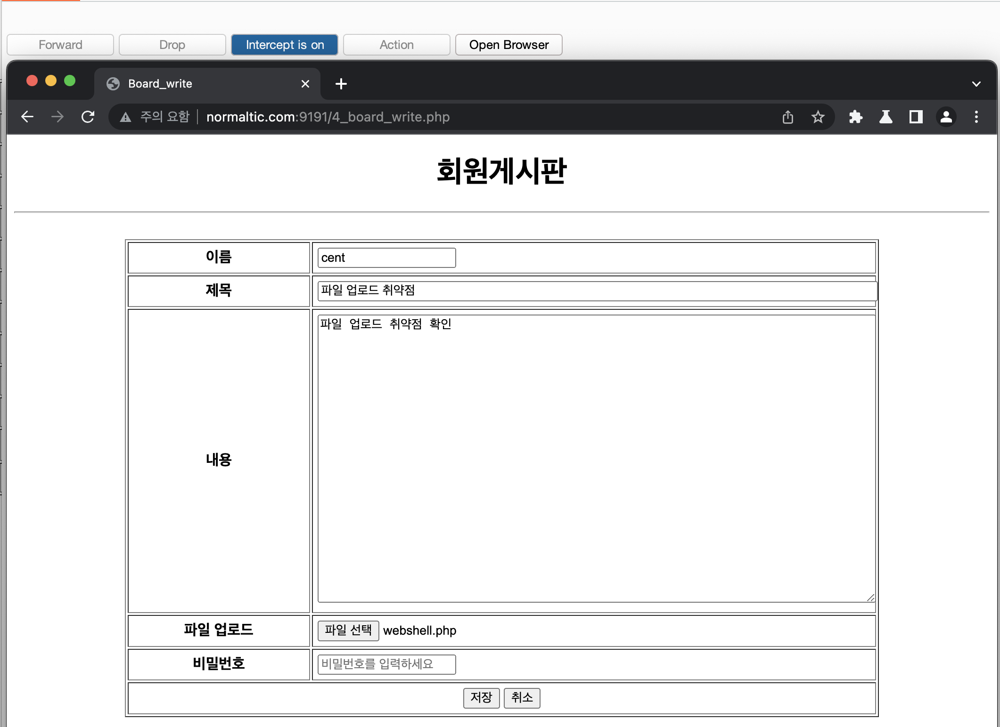 Forward Drop Intercept is on Action Open Browser
Board_write
주의 요함 normaltic.com:9191/4_board_write.php
회원게시판
이름 cent
제목 파일 업로드 취약점
내용 파일 업로드 취약점 확인
파일 업로드 파일 선택 webshell.php
비밀번호 비밀번호를 입력하세요
저장 취소